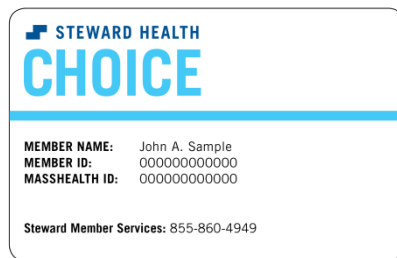 STEWARD HEALTH
CHOICE
MEMBER NAME: John A. Sample
MEMBER ID: 000000000000
MASSHEALTH ID: 000000000000
Steward Member Services: 855-860-4949